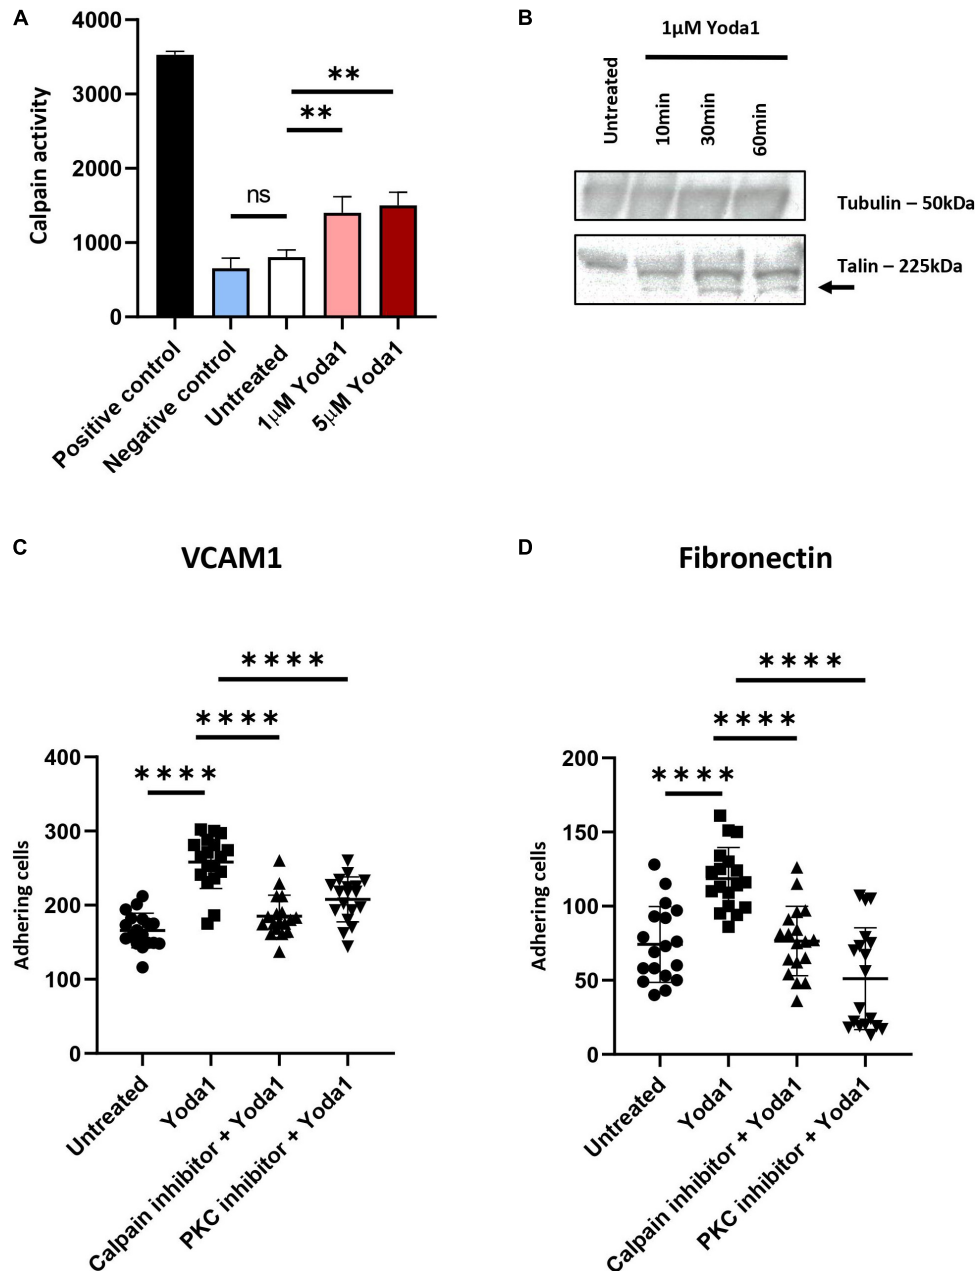 A
Calpain activity
4000
3000
2000
1000
0
**
**
ns
Positive control
Negative control
Untreated
1µM Yoda1
5µM Yoda1
B
1µM Yoda1
Untreated
10min
30min
60min
Tubulin – 50kDa
Talin – 225kDa
C
VCAM1
****
****
****
Adhering cells
400
300
200
100
0
Untreated
Yoda1
Calpain inhibitor + Yoda1
PKC inhibitor + Yoda1
D
Fibronectin
****
****
****
Adhering cells
200
150
100
50
0
Untreated
Yoda1
Calpain inhibitor + Yoda1
PKC inhibitor + Yoda1